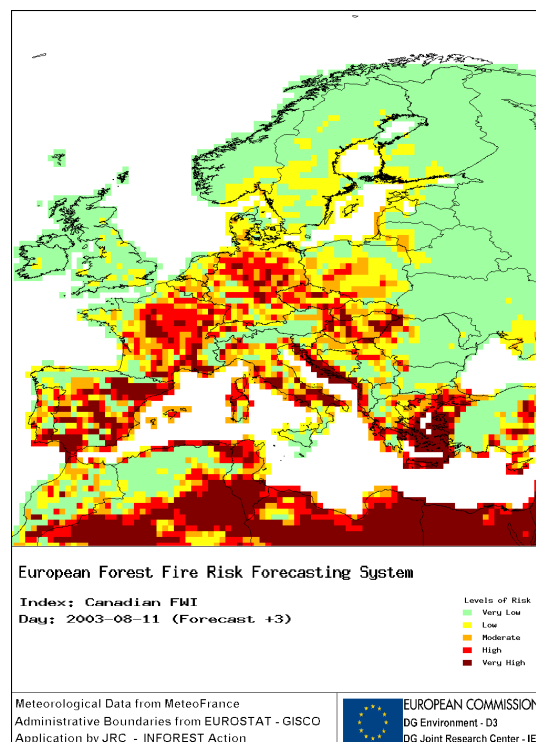 European Forest Fire Risk Forecasting System
Index: Canadian FWI
Day: 2003-08-11 (Forecast +3)
Levels of Risk
Very Low
Low
Moderate
High
Very High
Meteorological Data from MeteoFrance
Administrative Boundaries from EUROSTAT - GISCO
Application by JRC - INFOREST Action
EUROPEAN COMMISSION
DG Environment - D3
DG Joint Research Center - IE